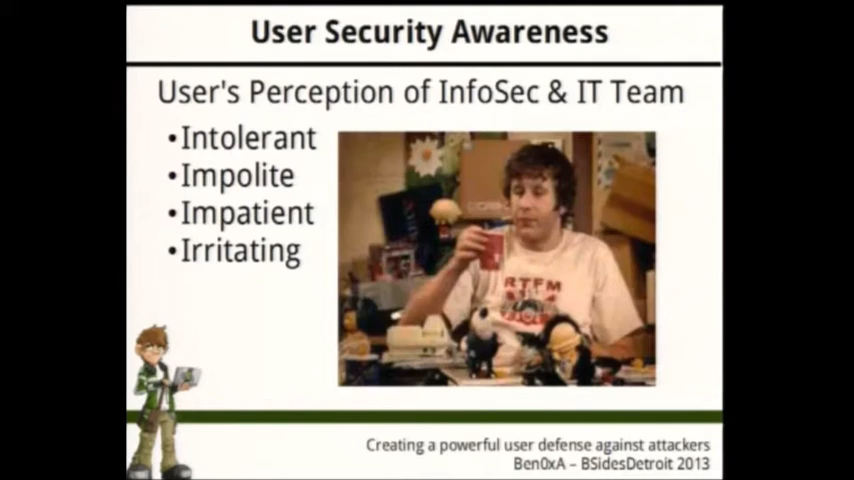 User Security Awareness
User's Perception of InfoSec & IT Team
•Intolerant
•Impolite
•Impatient
•Irritating
RTFM
Creating a powerful user defense against attackers
Ben0xA – BSidesDetroit 2013